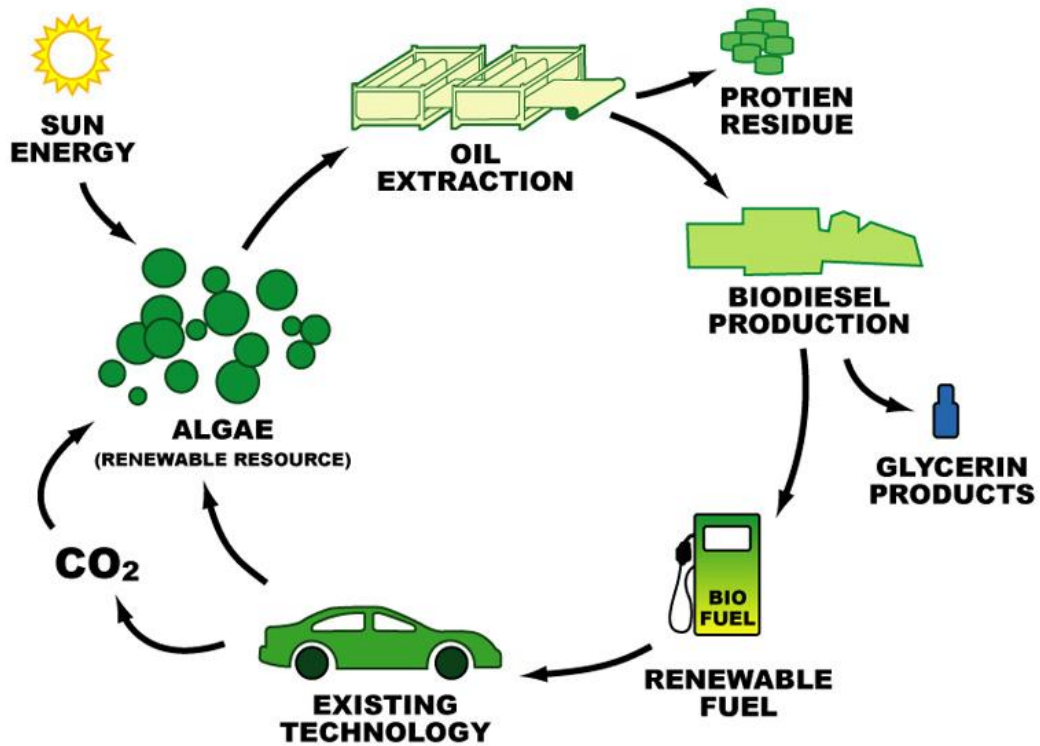 SUN
ENERGY
OIL
EXTRACTION
PROTIEN
RESIDUE
BIODIESEL
PRODUCTION
GLYCERIN
PRODUCTS
BIO
FUEL
RENEWABLE
FUEL
EXISTING
TECHNOLOGY
CO₂
ALGAE
(RENEWABLE RESOURCE)